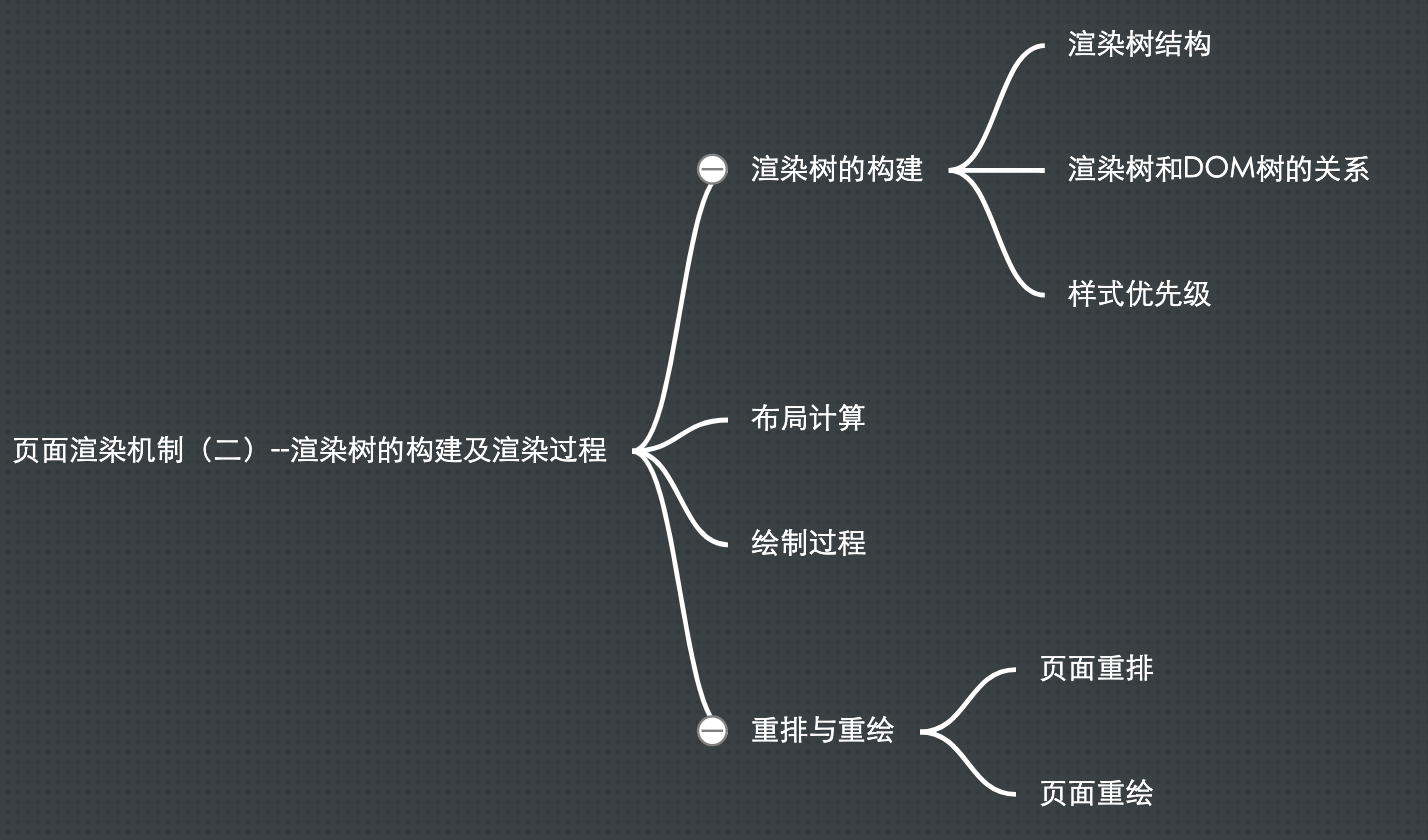 页面渲染机制（二）--渲染树的构建及渲染过程
渲染树的构建
渲染树结构
渲染树和DOM树的关系
样式优先级
布局计算
绘制过程
重排与重绘
页面重排
页面重绘